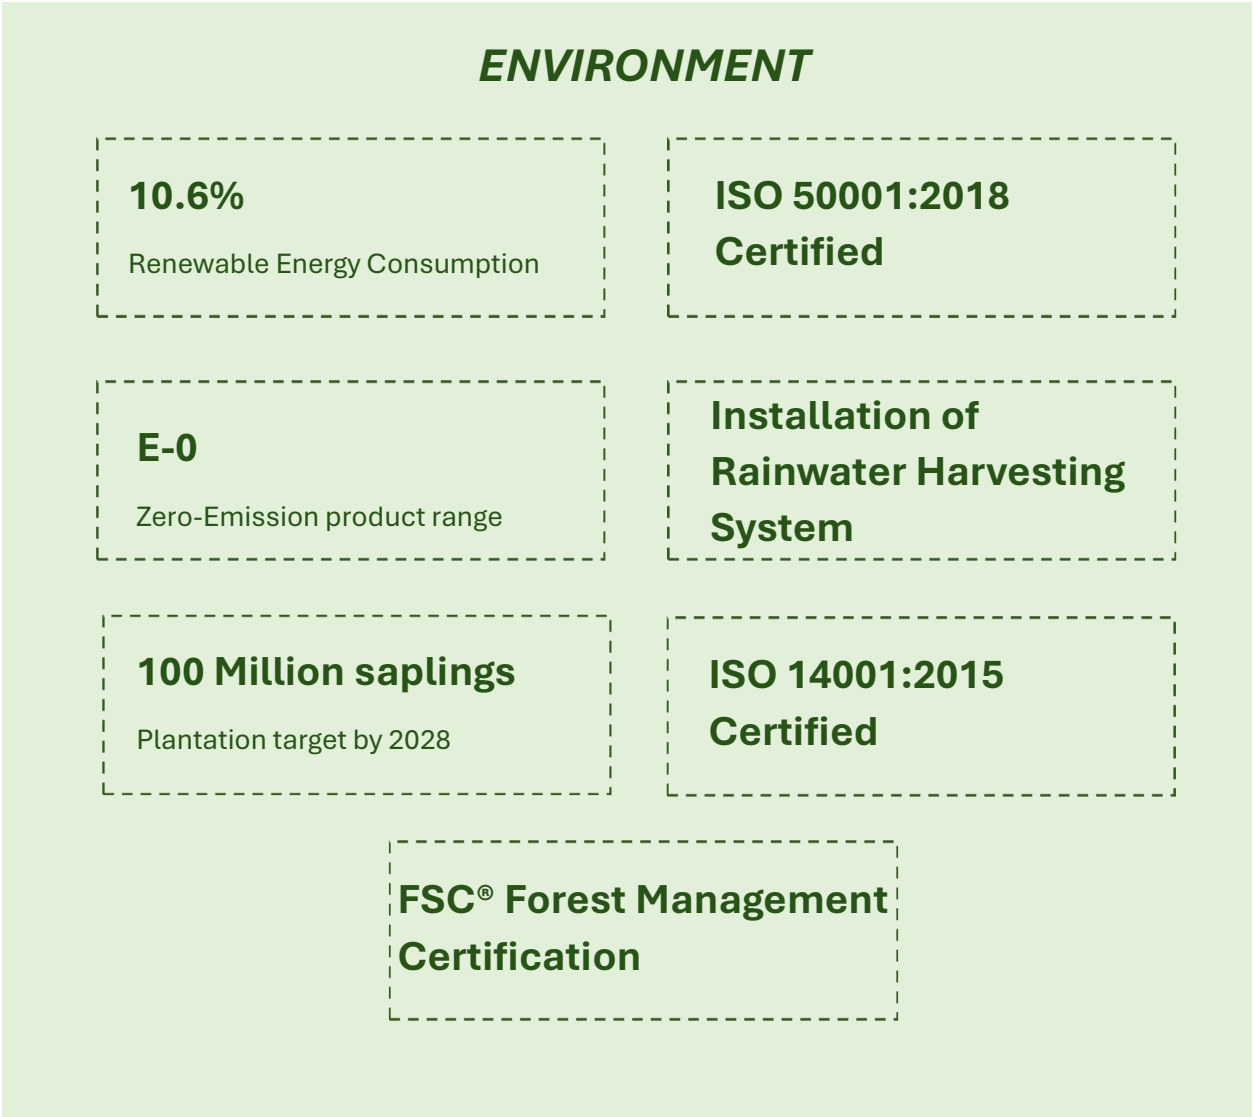 ENVIRONMENT
10.6%
Renewable Energy Consumption
ISO 50001:2018
Certified
E-0
Zero-Emission product range
Installation of
Rainwater Harvesting
System
100 Million saplings
Plantation target by 2028
ISO 14001:2015
Certified
FSC® Forest Management
Certification